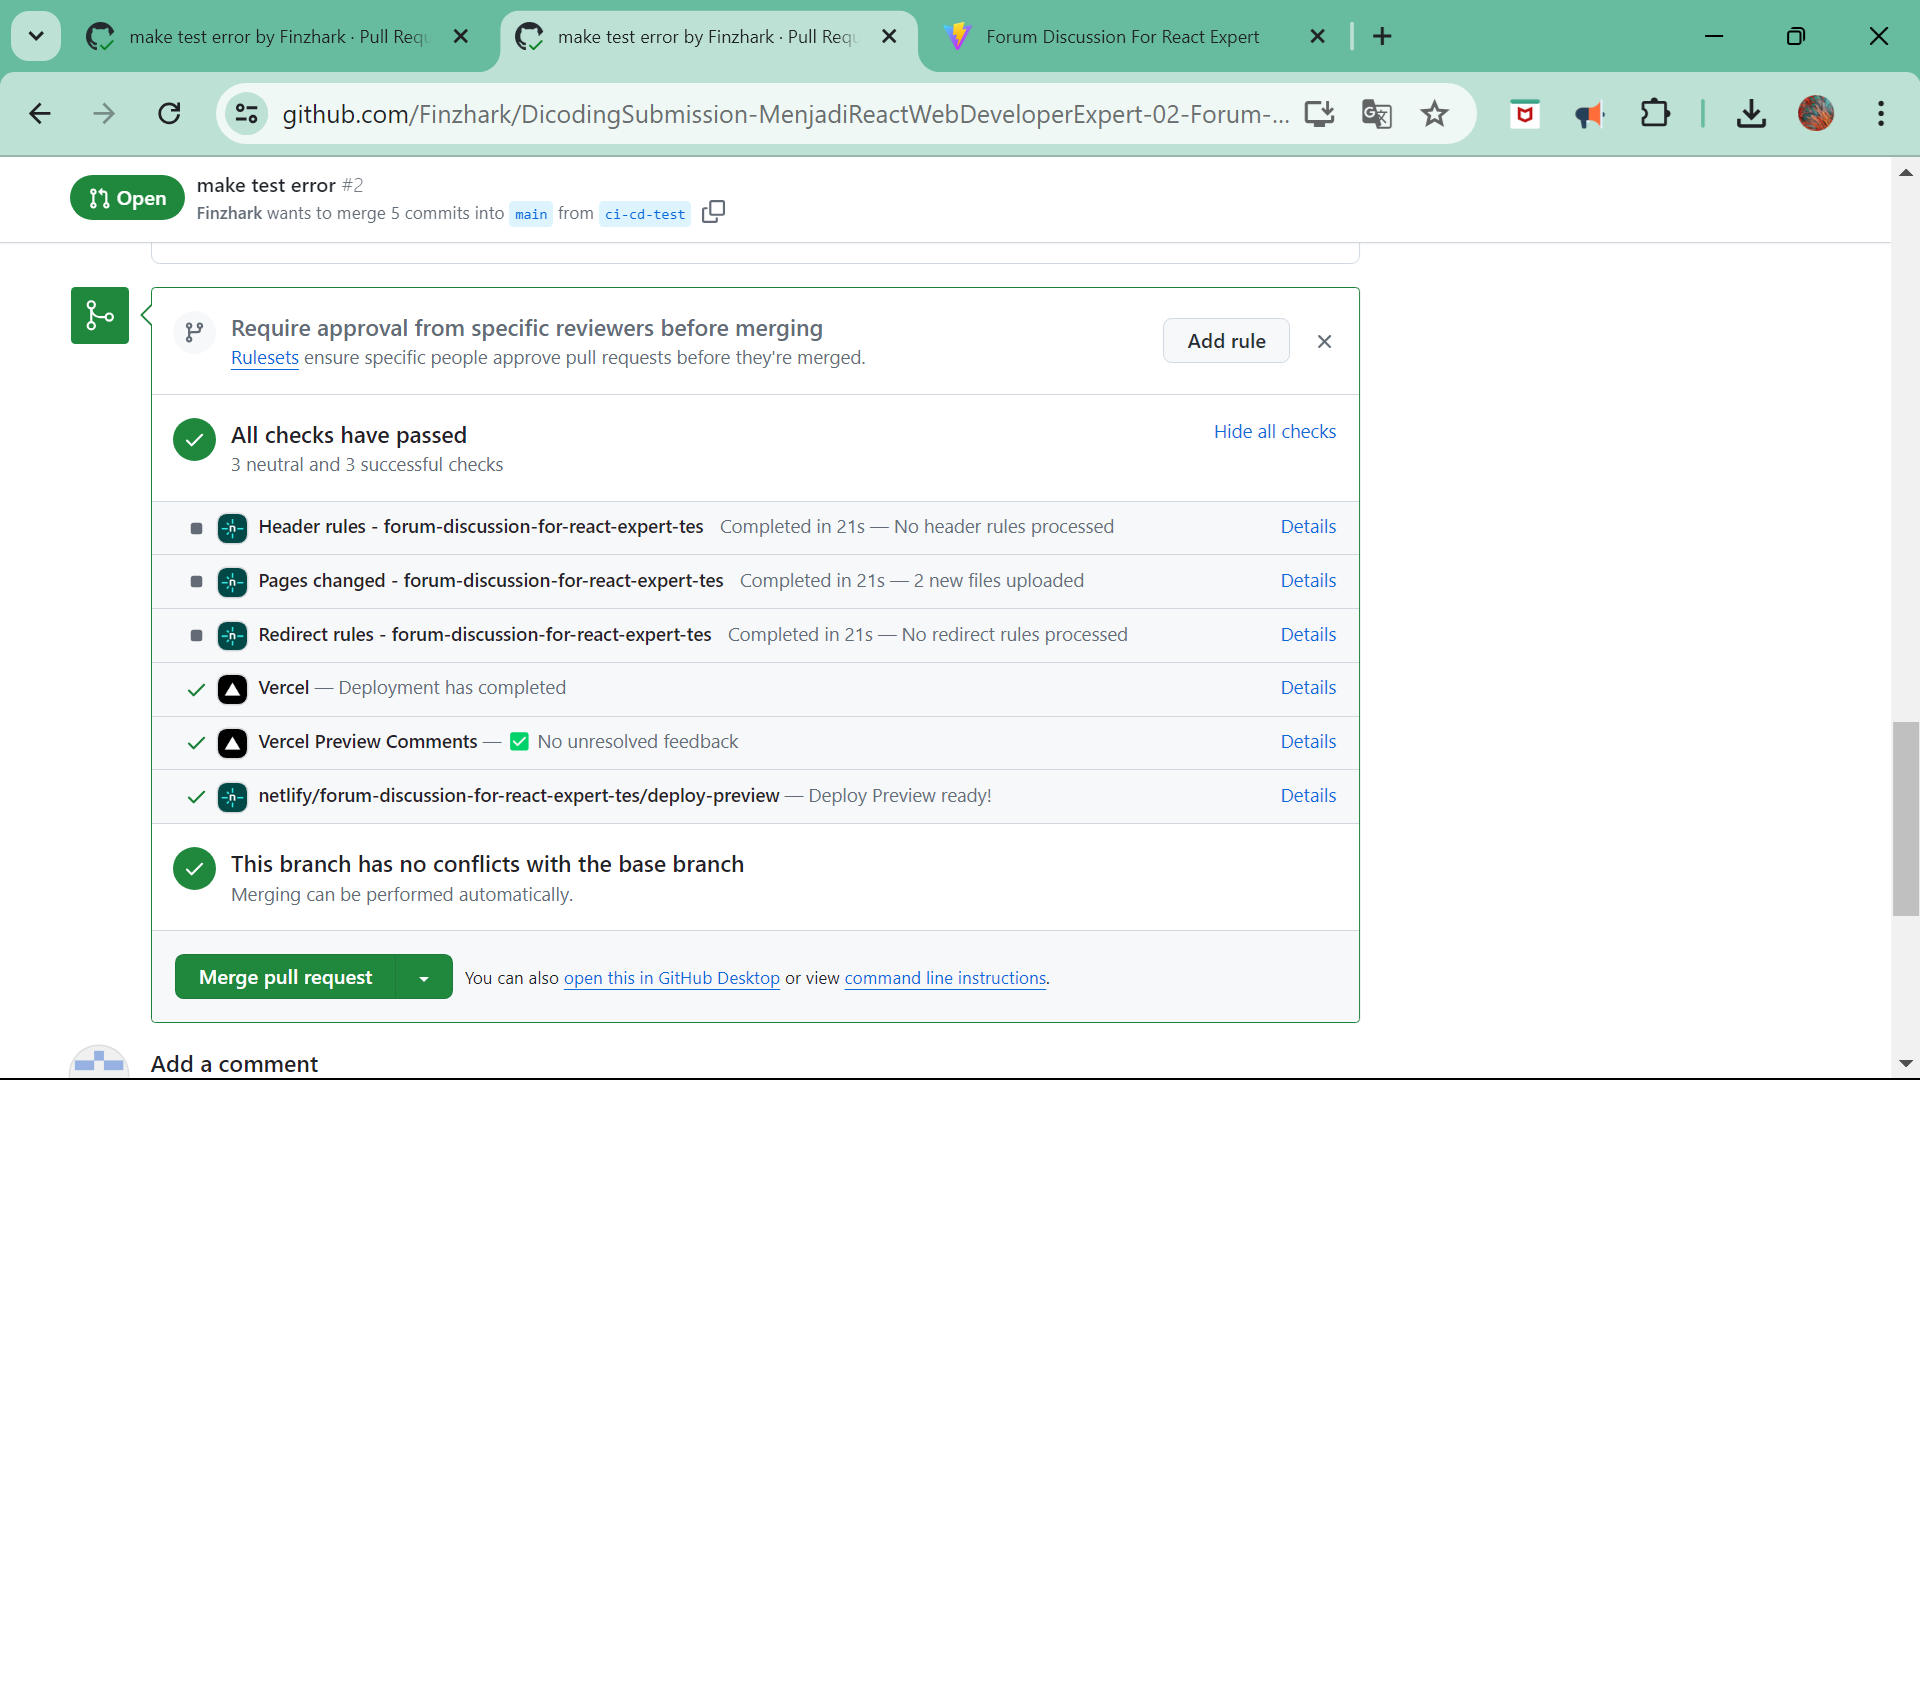 make test error by Finzhark · Pull Requ
make test error by Finzhark · Pull Requ
Forum Discussion For React Expert
github.com/Finzhark/DicodingSubmission-MenjadiReactWebDeveloperExpert-02-Forum-...
Open
make test error #2
Finzhark wants to merge 5 commits into main from ci-cd-test
Require approval from specific reviewers before merging
Rulesets ensure specific people approve pull requests before they're merged.
Add rule
All checks have passed
3 neutral and 3 successful checks
Hide all checks
Header rules - forum-discussion-for-react-expert-tes Completed in 21s — No header rules processed Details
Pages changed - forum-discussion-for-react-expert-tes Completed in 21s — 2 new files uploaded Details
Redirect rules - forum-discussion-for-react-expert-tes Completed in 21s — No redirect rules processed Details
Vercel — Deployment has completed Details
Vercel Preview Comments — ✅ No unresolved feedback Details
netlify/forum-discussion-for-react-expert-tes/deploy-preview — Deploy Preview ready! Details
This branch has no conflicts with the base branch
Merging can be performed automatically.
Merge pull request
You can also open this in GitHub Desktop or view command line instructions.
Add a comment